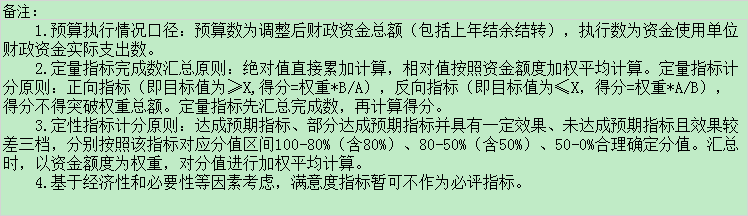 备注：
1.预算执行情况口径：预算数为调整后财政资金总额（包括上年结余结转），执行数为资金使用单位
财政资金实际支出数。
2.定量指标完成数汇总原则：绝对值直接累加计算，相对值按照资金额度加权平均计算。定量指标计
分原则：正向指标（即目标值为≥X,得分=权重*B/A），反向指标（即目标值为≤X，得分=权重*A/B），
得分不得突破权重总额。定量指标先汇总完成数，再计算得分。
3.定性指标计分原则：达成预期指标、部分达成预期指标并具有一定效果、未达成预期指标且效果较
差三档，分别按照该指标对应分值区间100-80%（含80%）、80-50%（含50%）、50-0%合理确定分值。汇总
时，以资金额度为权重，对分值进行加权平均计算。
4.基于经济性和必要性等因素考虑，满意度指标暂可不作为必评指标。